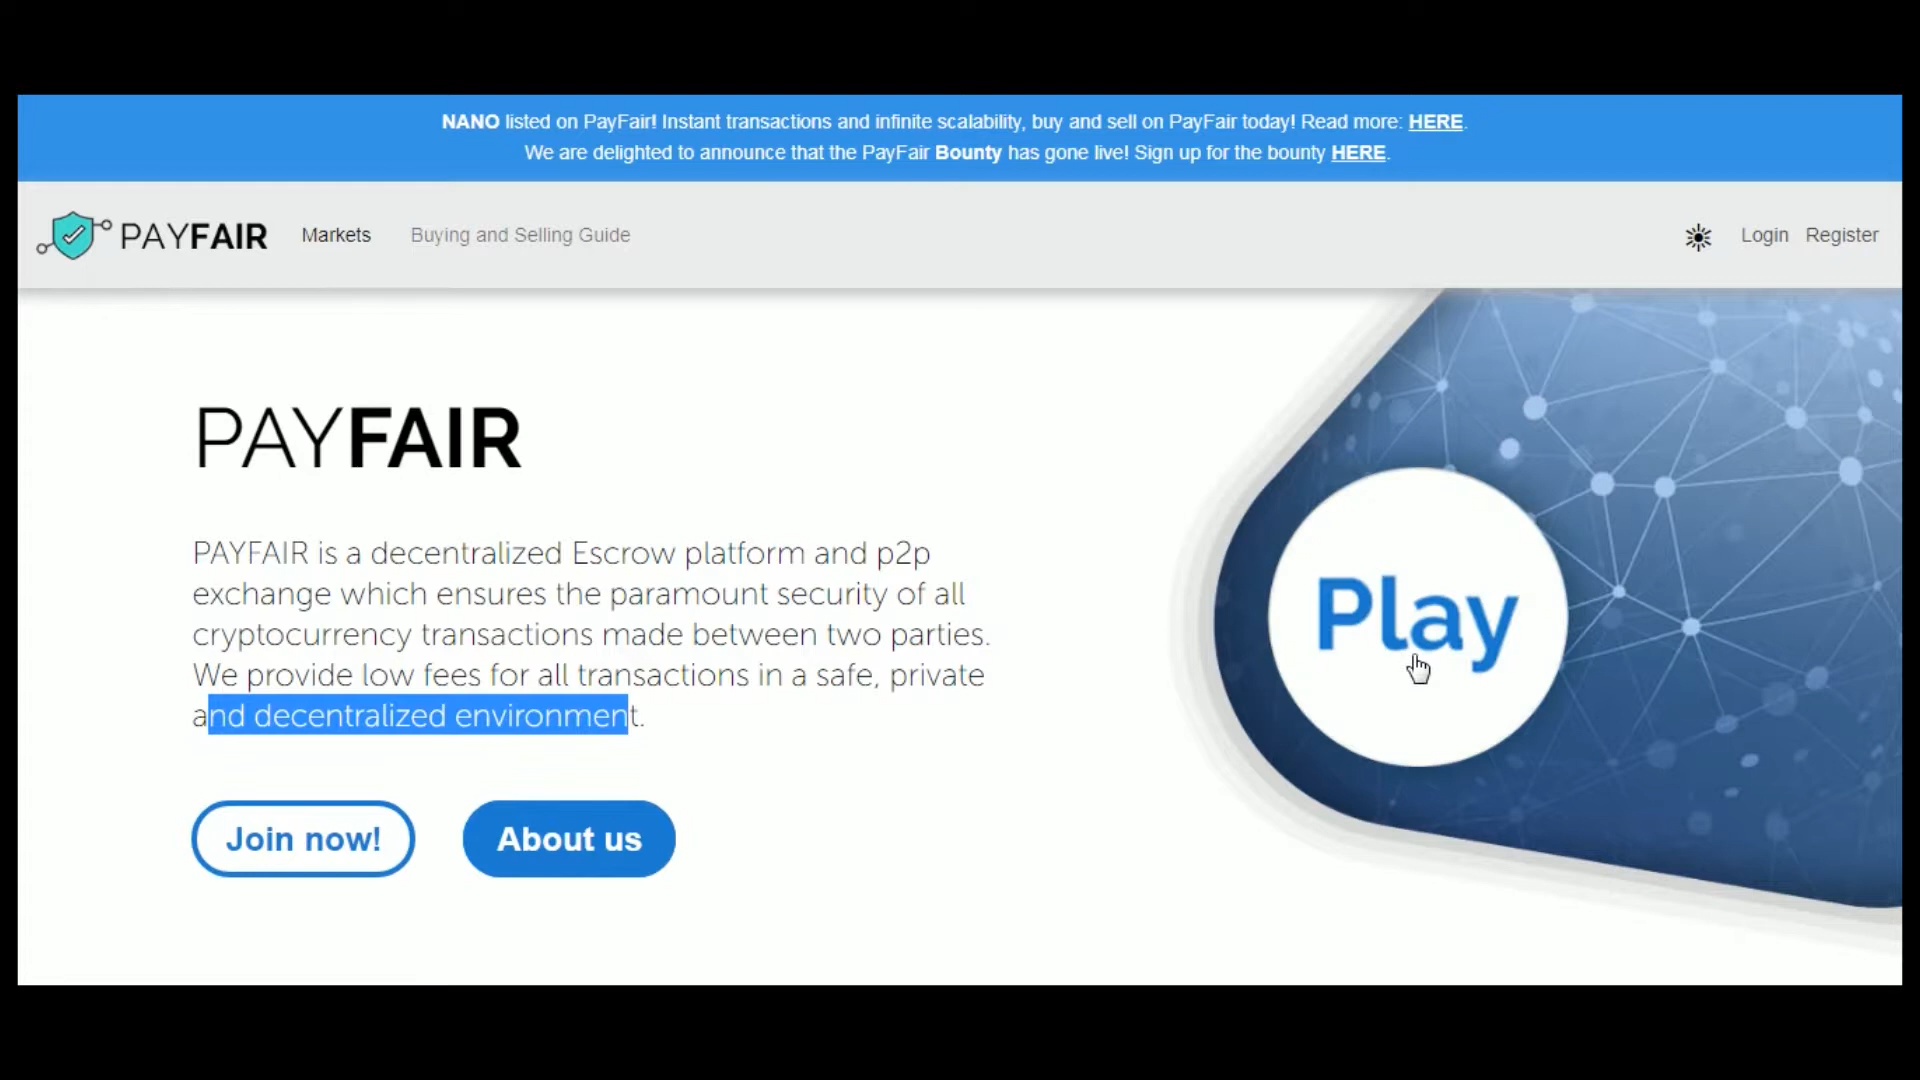 NANO listed on PayFair! Instant transactions and infinite scalability, buy and sell on PayFair today! Read more: HERE.
We are delighted to announce that the PayFair Bounty has gone live! Sign up for the bounty HERE.
PAYFAIR Markets Buying and Selling Guide Login Register
PAYFAIR
PAYFAIR is a decentralized Escrow platform and p2p
exchange which ensures the paramount security of all
cryptocurrency transactions made between two parties.
We provide low fees for all transactions in a safe, private
and decentralized environment.
Play
Join now! About us